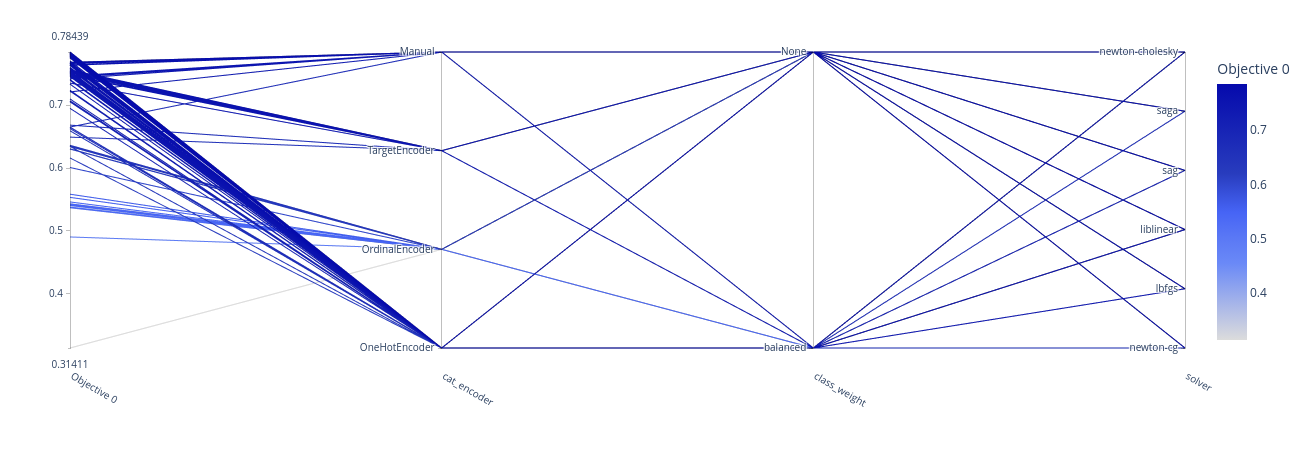 0.78439
0.7
0.6
0.5
0.4
0.31411
Objective 0
Manual
TargetEncoder
OrdinalEncoder
OneHotEncoder
cat_encoder
None
balanced
class_weight
newton-cholesky
saga
sag
liblinear
lbfgs
newton-cg
solver
Objective 0
0.7
0.6
0.5
0.4